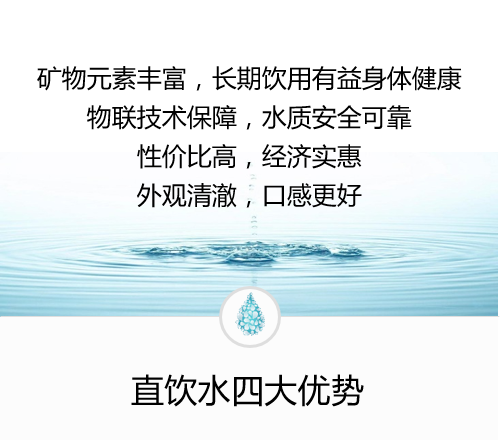 矿物元素丰富，长期饮用有益身体健康
物联技术保障，水质安全可靠
性价比高，经济实惠
外观清澈，口感更好
直饮水四大优势